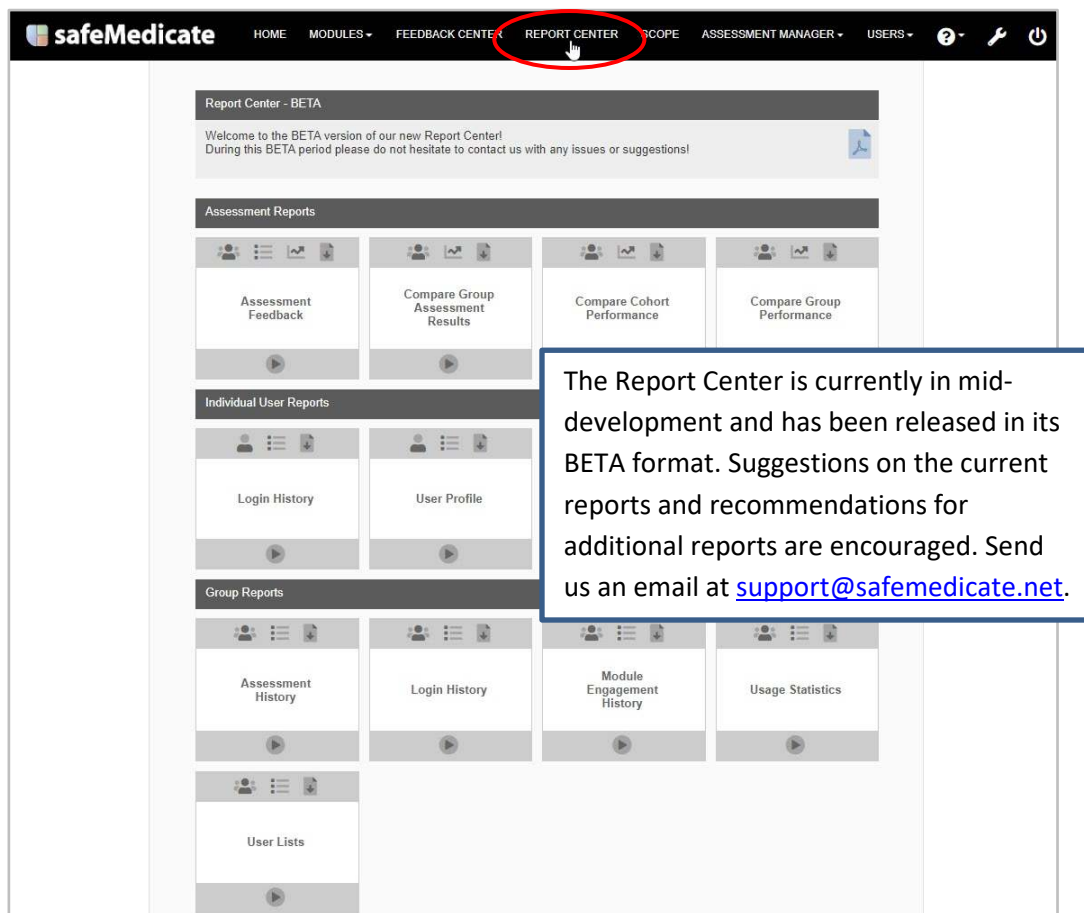 safeMedicate
HOME MODULES FEEDBACK CENTER REPORT CENTER SCOPE ASSESSMENT MANAGER USERS
Report Center - BETA
Welcome to the BETA version of our new Report Center!
During this BETA period please do not hesitate to contact us with any issues or suggestions!
Assessment Reports
Assessment
Feedback
Compare Group
Assessment
Results
Compare Cohort
Performance
Compare Group
Performance
The Report Center is currently in mid-
development and has been released in its
BETA format. Suggestions on the current
reports and recommendations for
additional reports are encouraged. Send
us an email at support@safemedicate.net.
Individual User Reports
Login History
User Profile
Group Reports
Assessment
History
Login History
Module
Engagement
History
Usage Statistics
User Lists